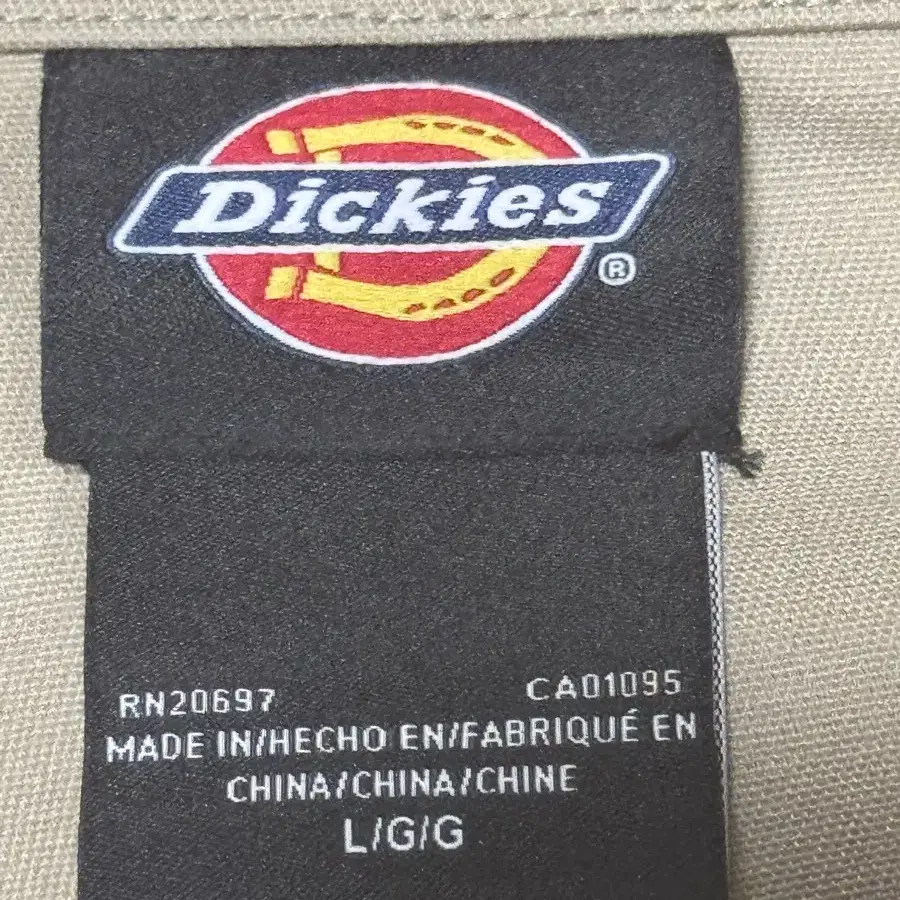 Dickies
®
RN20697 CA01095
MADE IN/HECHO EN/FABRIQUÉ EN
CHINA/CHINA/CHINE
L/G/G